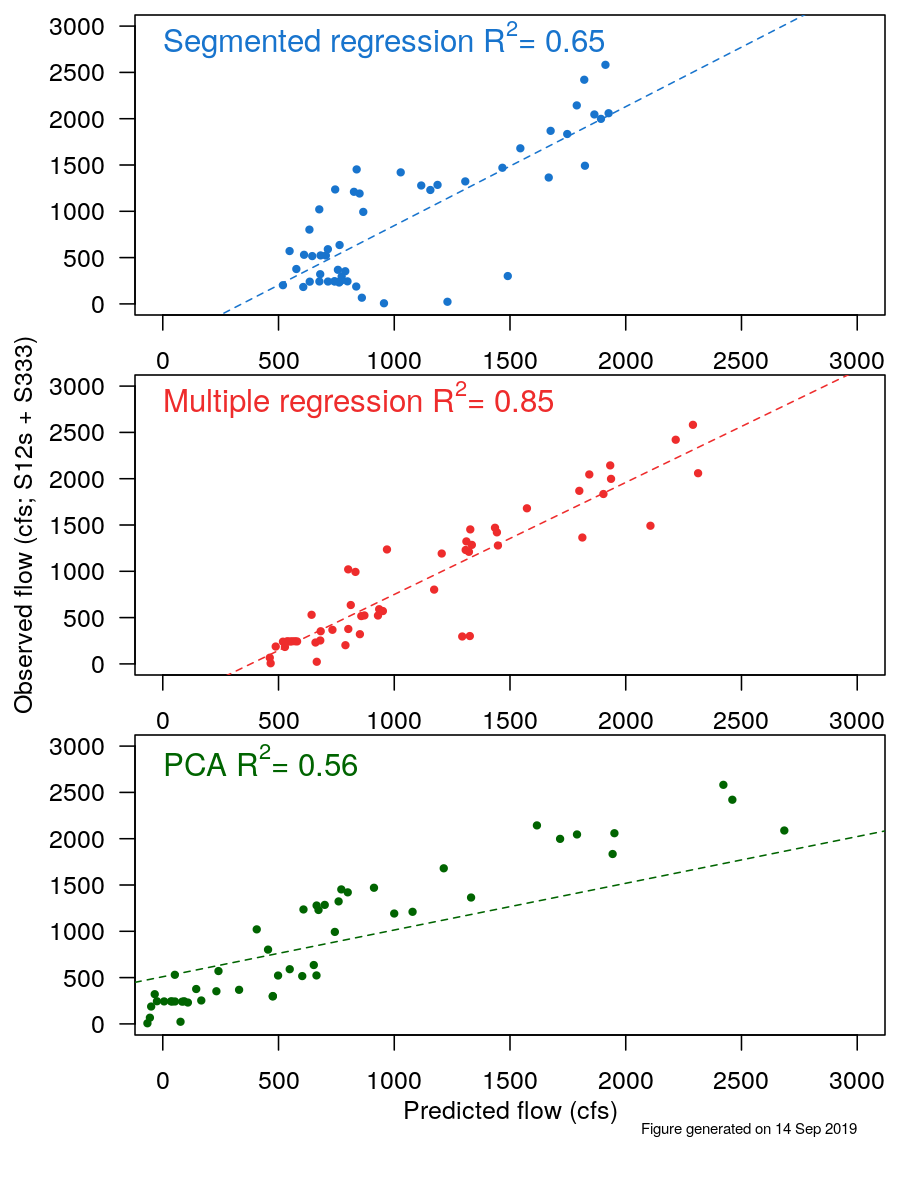 Segmented regression R²= 0.65
3000
2500
2000
1500
1000
500
0
0 500 1000 1500 2000 2500 3000
Multiple regression R²= 0.85
3000
2500
2000
1500
1000
500
0
0 500 1000 1500 2000 2500 3000
PCA R²= 0.56
3000
2500
2000
1500
1000
500
0
0 500 1000 1500 2000 2500 3000
Observed flow (cfs; S12s + S333)
Predicted flow (cfs)
Figure generated on 14 Sep 2019